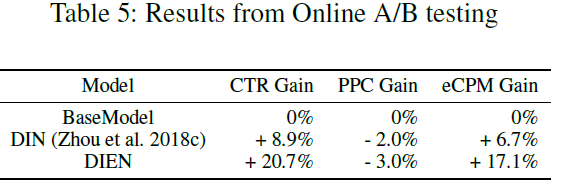 Table 5: Results from Online A/B testing
Model CTR Gain PPC Gain eCPM Gain
BaseModel 0% 0% 0%
DIN (Zhou et al. 2018c) + 8.9% - 2.0% + 6.7%
DIEN + 20.7% - 3.0% + 17.1%